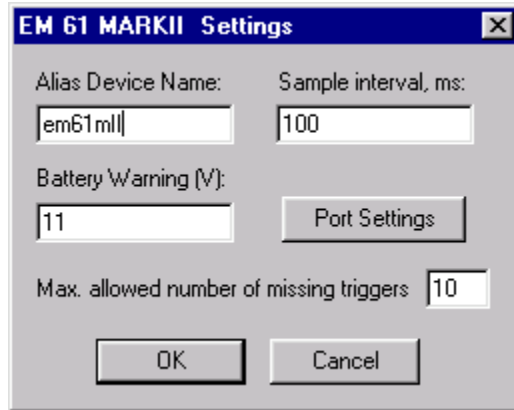 EM 61 MARKII Settings
Alias Device Name:
Sample interval, ms:
em61mII
100
Battery Warning (V):
11
Port Settings
Max. allowed number of missing triggers 10
OK
Cancel